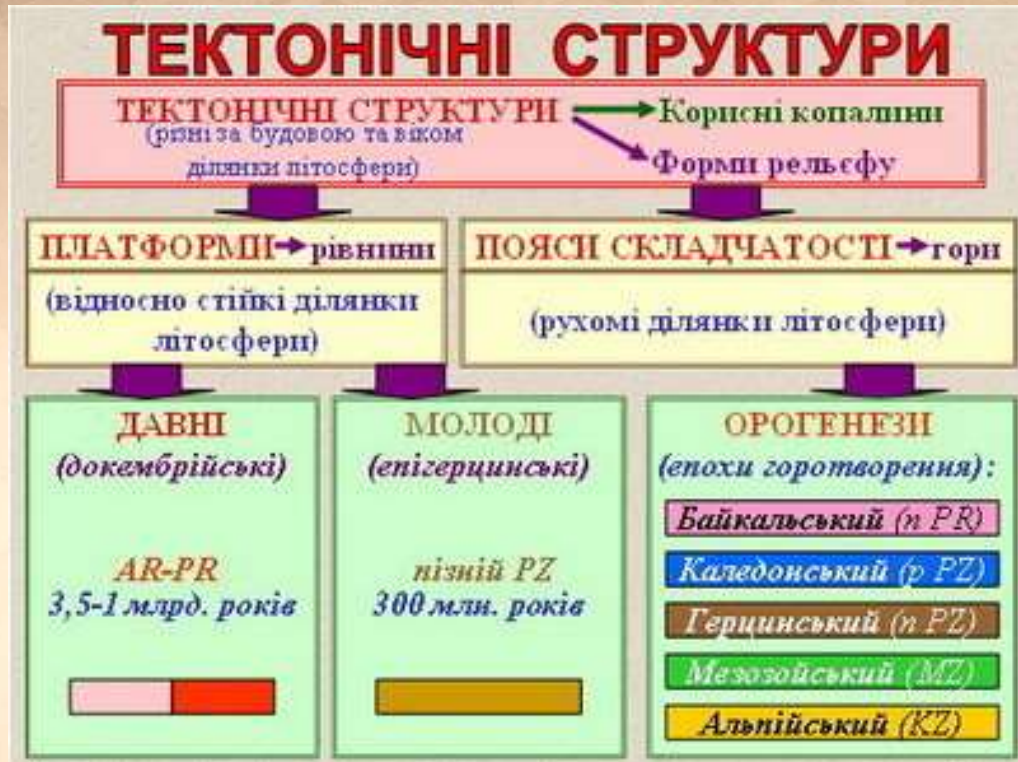 ТЕКТОНІЧНІ СТРУКТУРИ
ТЕКТОНІЧНІ СТРУКТУРИ
(різні за будовою та віком
ділянки літосфери)
Корисні копалини
Форми рельєфу
ПЛАТФОРМИ рівнини
(відносно стійкі ділянки
літосфери)
ПОЯСИ СКЛАДЧАТОСТІ гори
(рухомі ділянки літосфери)
ДАВНІ
(докембрійські)
AR-PR
3,5-1 млрд. років
МОЛОДІ
(епігерцинські)
пізній PZ
300 млн. років
ОРОГЕНЕЗИ
(епохи горотворення):
Байкальський (п PR)
Каледонський (р PZ)
Герцинський (п PZ)
Мезозойський (MZ)
Альпійський (KZ)